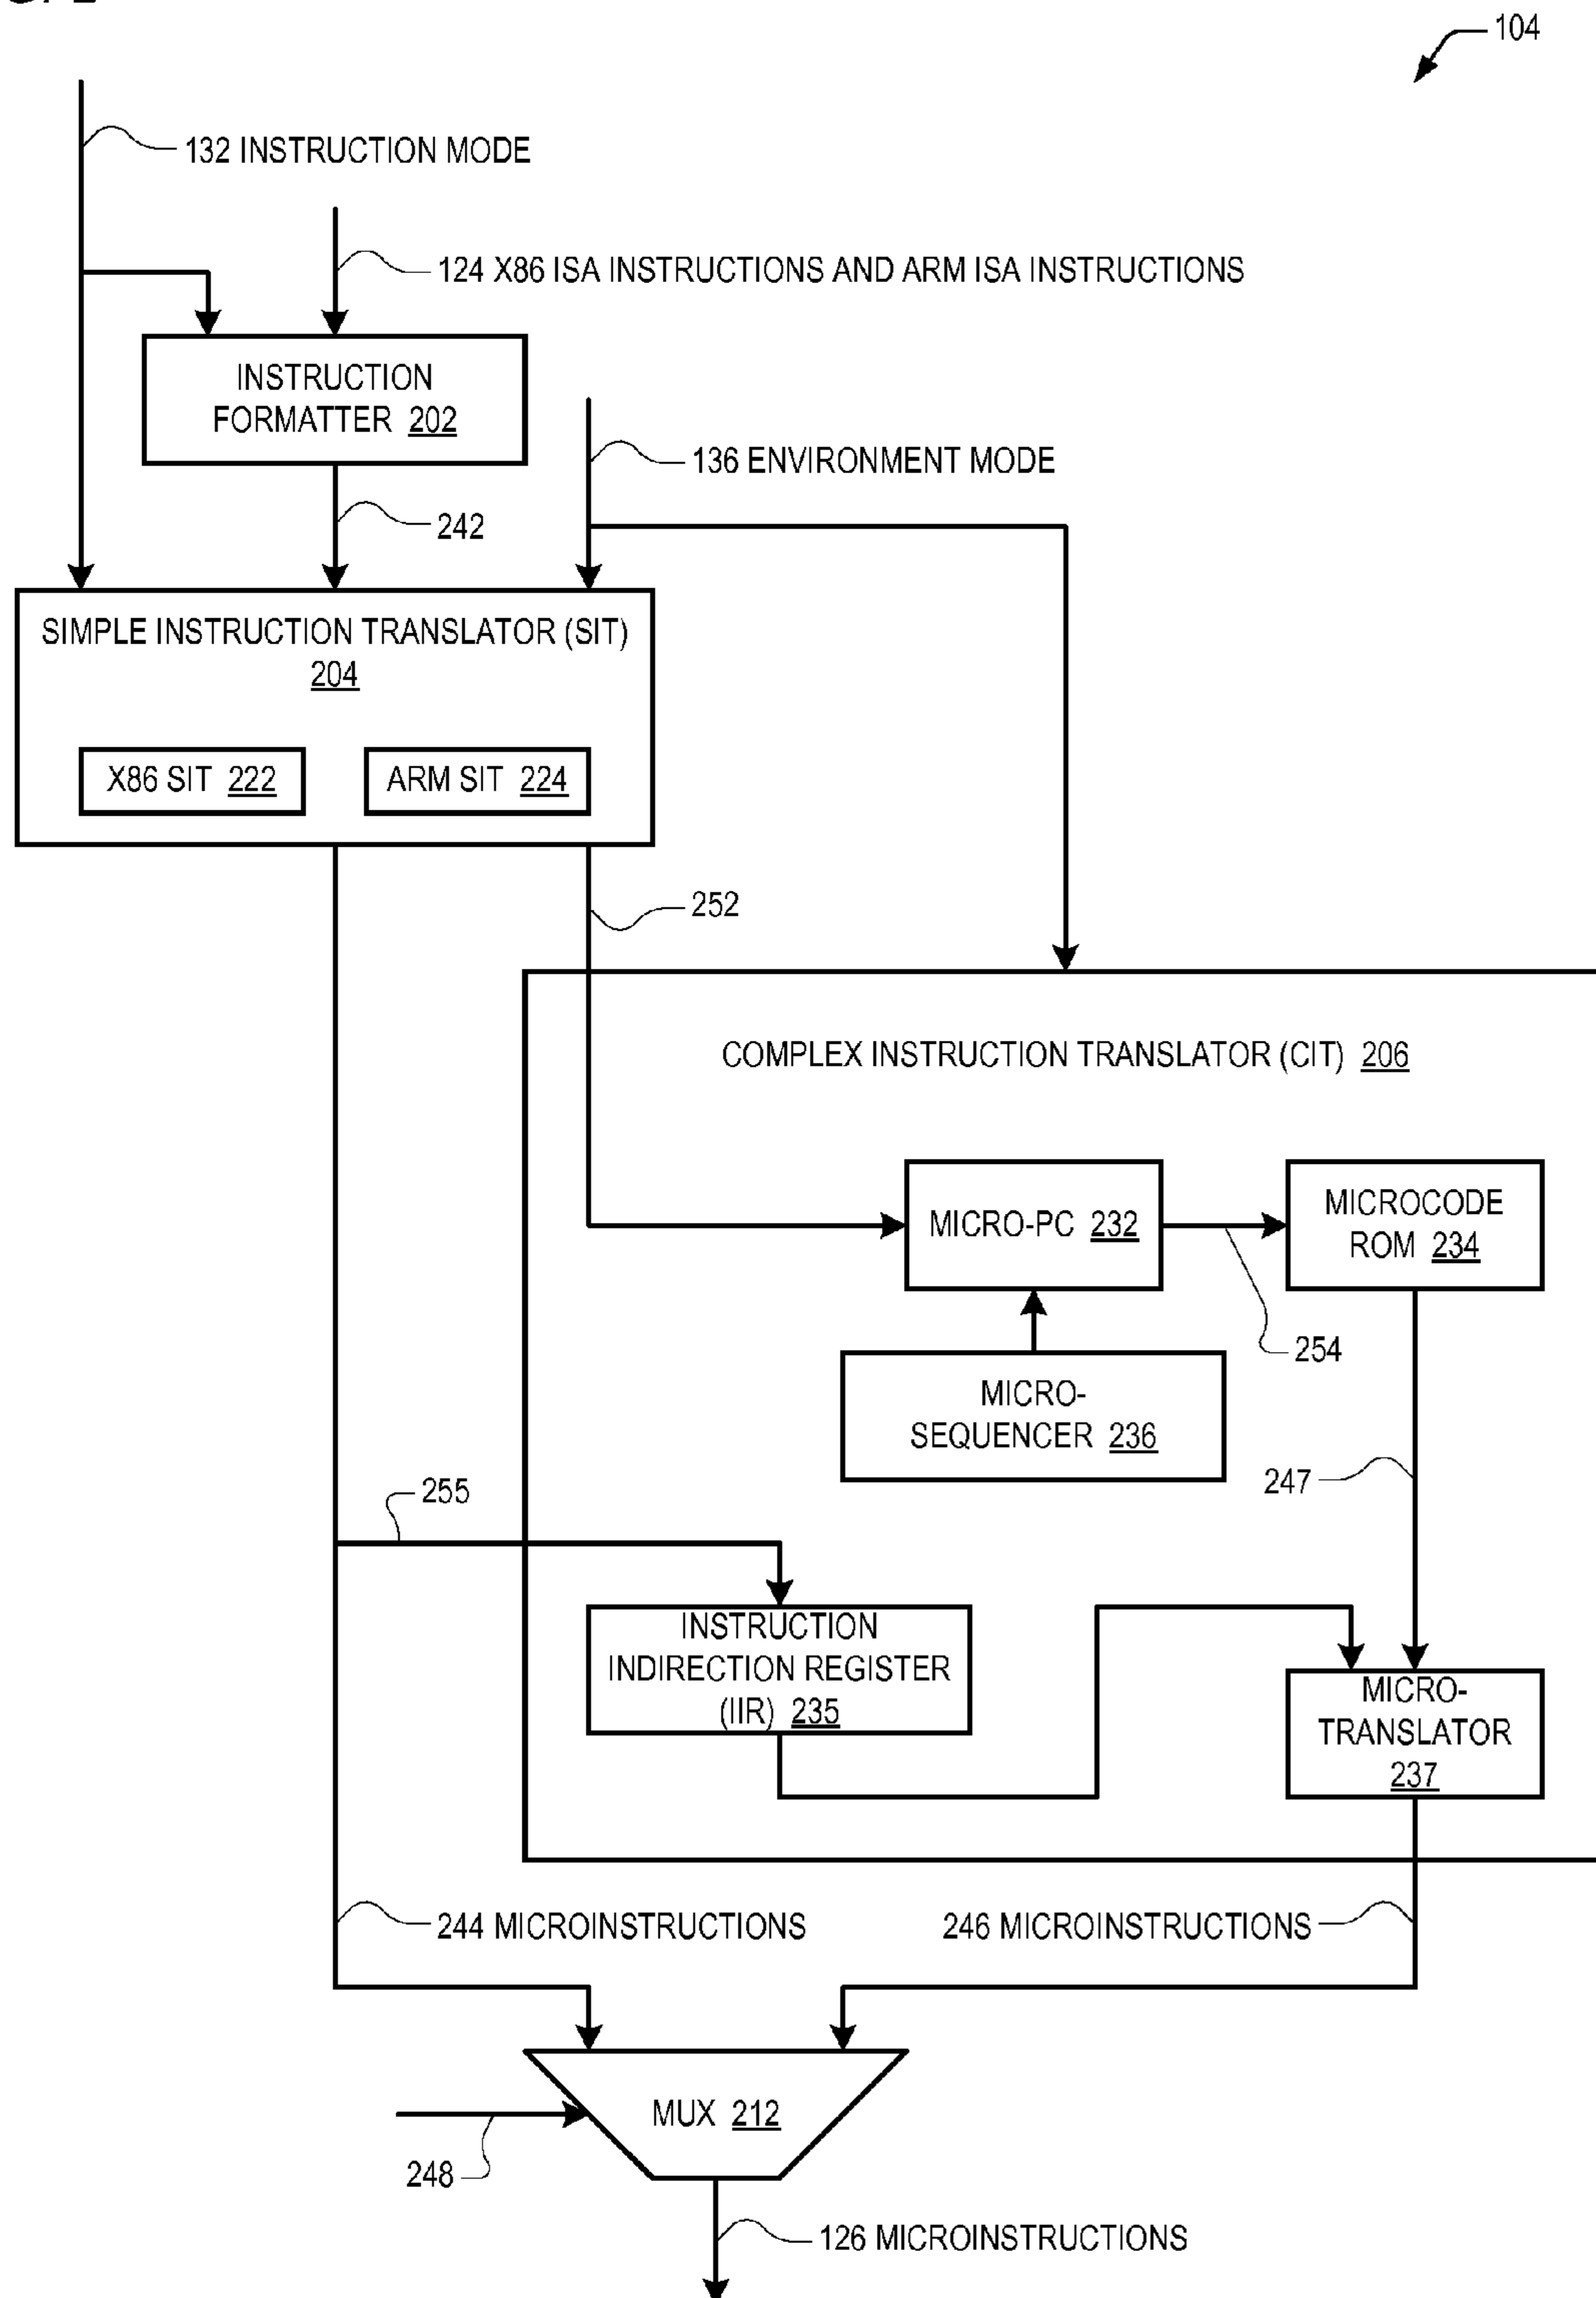 104
132 INSTRUCTION MODE
124 X86 ISA INSTRUCTIONS AND ARM ISA INSTRUCTIONS
INSTRUCTION
FORMATTER 202
136 ENVIRONMENT MODE
242
SIMPLE INSTRUCTION TRANSLATOR (SIT)
204
X86 SIT 222
ARM SIT 224
252
COMPLEX INSTRUCTION TRANSLATOR (CIT) 206
MICRO-PC 232
MICROCODE
ROM 234
254
MICRO-
SEQUENCER 236
247
255
INSTRUCTION
INDIRECTION REGISTER
(IIR) 235
MICRO-
TRANSLATOR
237
244 MICROINSTRUCTIONS
246 MICROINSTRUCTIONS
MUX 212
248
126 MICROINSTRUCTIONS